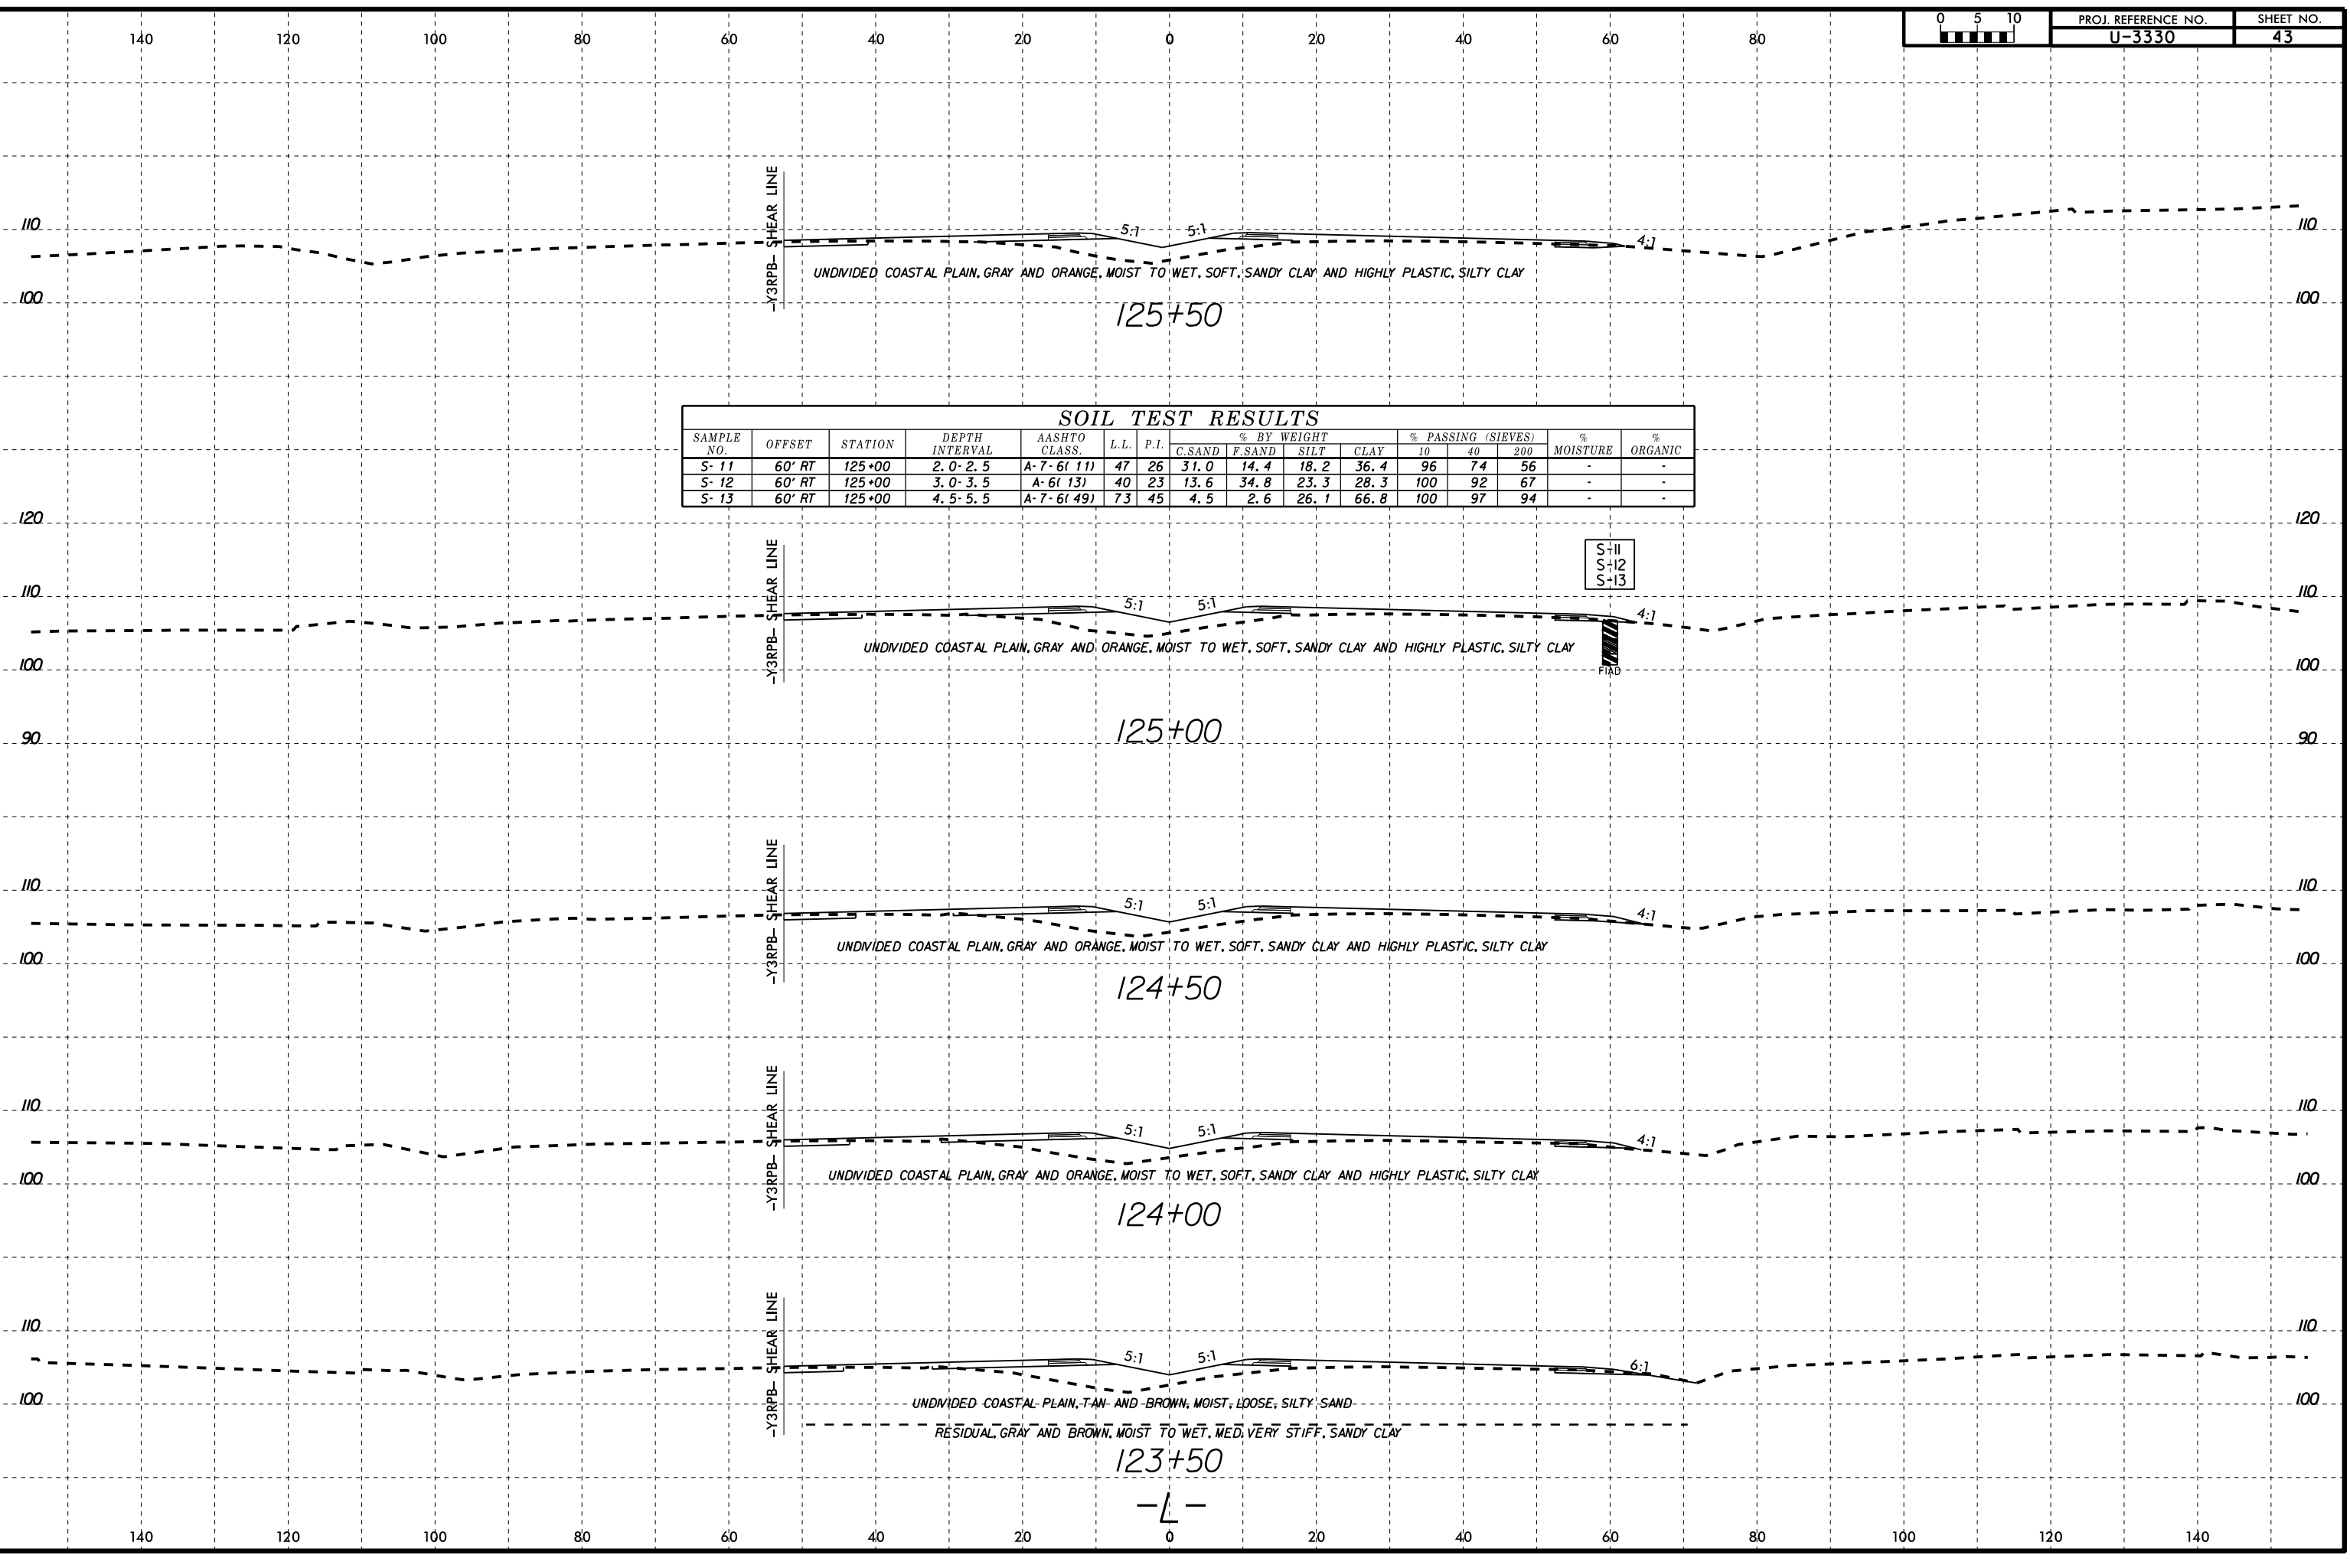 0 5 10 PROJ. REFERENCE NO. SHEET NO.
U-3330 43
140 120 100 80 60 40 20 0 20 40 60 80
-Y3RPB- SHEAR LINE
110 5:1 5:1 4:1 110
UNDIVIDED COASTAL PLAIN, GRAY AND ORANGE, MOIST TO WET, SOFT, SANDY CLAY AND HIGHLY PLASTIC, SILTY CLAY
100 100
125+50
SOIL TEST RESULTS
SAMPLE NO. OFFSET STATION DEPTH INTERVAL AASHTO CLASS. L.L. P.I. % BY WEIGHT % PASSING (SIEVES) % MOISTURE % ORGANIC
C.SAND F.SAND SILT CLAY 10 40 200
S-11 60' RT 125+00 2.0-2.5 A-7-6(11) 47 26 31.0 14.4 18.2 36.4 96 74 56 - -
S-12 60' RT 125+00 3.0-3.5 A-6(13) 40 23 13.6 34.8 23.3 28.3 100 92 67 - -
S-13 60' RT 125+00 4.5-5.5 A-7-6(49) 73 45 4.5 2.6 26.1 66.8 100 97 94 - -
120 120
S-11
S-12
S-13
-Y3RPB- SHEAR LINE
110 110
5:1 5:1 4:1
UNDIVIDED COASTAL PLAIN, GRAY AND ORANGE, MOIST TO WET, SOFT, SANDY CLAY AND HIGHLY PLASTIC, SILTY CLAY
100 100
FIAD
125+00
90 90
-Y3RPB- SHEAR LINE
110 110
5:1 5:1 4:1
UNDIVIDED COASTAL PLAIN, GRAY AND ORANGE, MOIST TO WET, SOFT, SANDY CLAY AND HIGHLY PLASTIC, SILTY CLAY
100 100
124+50
-Y3RPB- SHEAR LINE
110 110
5:1 5:1 4:1
UNDIVIDED COASTAL PLAIN, GRAY AND ORANGE, MOIST TO WET, SOFT, SANDY CLAY AND HIGHLY PLASTIC, SILTY CLAY
100 100
124+00
-Y3RPB- SHEAR LINE
110 110
5:1 5:1 6:1
UNDIVIDED COASTAL PLAIN, TAN AND BROWN, MOIST, LOOSE, SILTY SAND
100 100
RESIDUAL, GRAY AND BROWN, MOIST TO WET, MED. VERY STIFF, SANDY CLAY
123+50
-L-
140 120 100 80 60 40 20 0 20 40 60 80 100 120 140